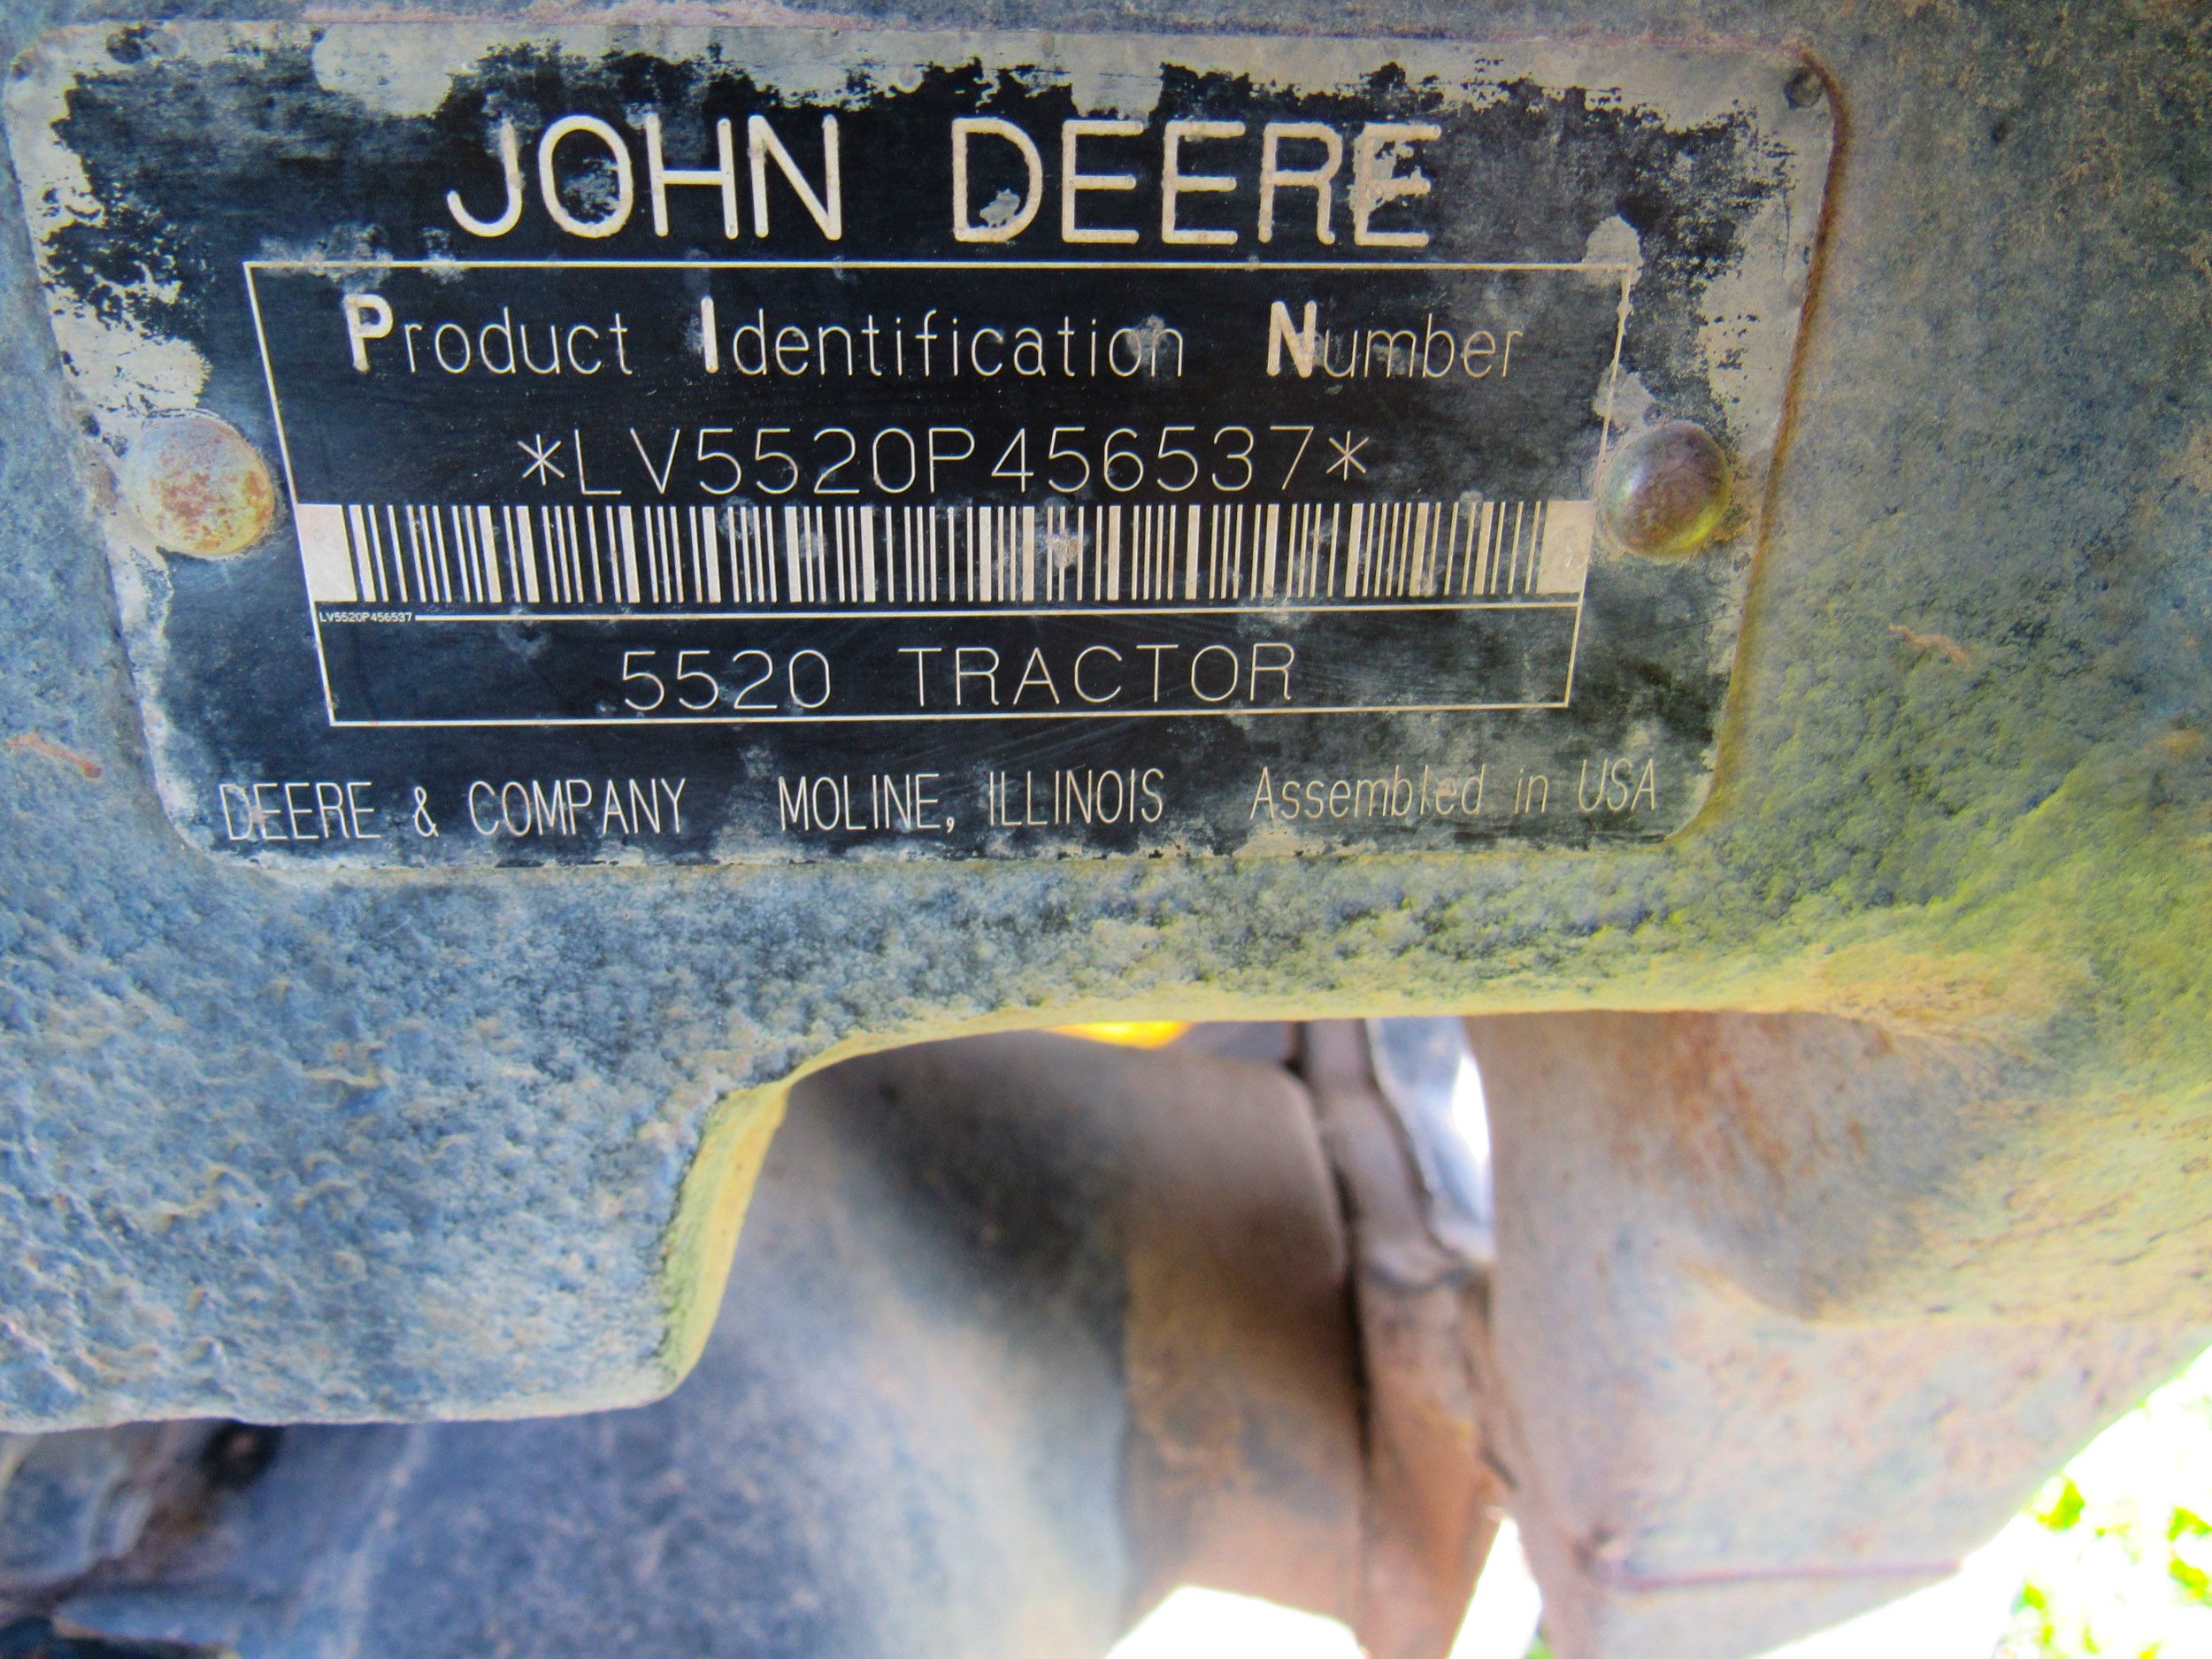 JOHN DEERE
Product Identification Number
*LV5520P456537*
LV5520P456537
5520 TRACTOR
DEERE & COMPANY MOLINE, ILLINOIS Assembled in USA